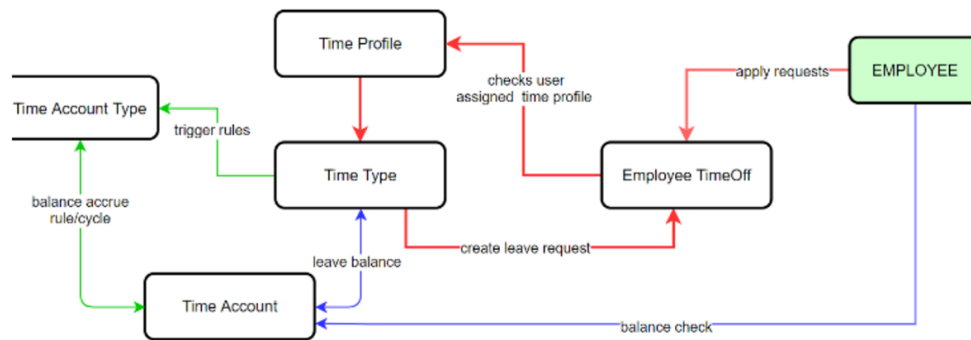 Time Profile
checks user
assigned time profile
apply requests
EMPLOYEE
Time Account Type
trigger rules
Time Type
Employee TimeOff
balance accrue
rule/cycle
create leave request
leave balance
Time Account
balance check